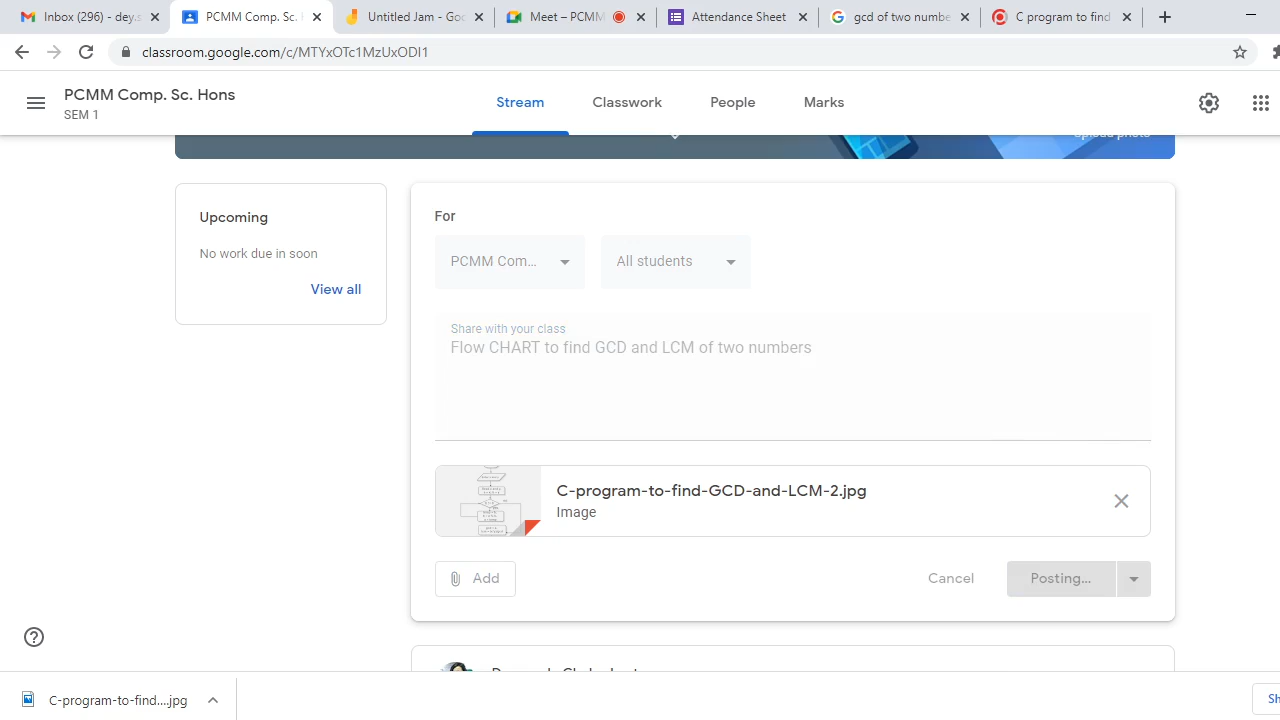 Inbox (296) - dey.s
PCMM Comp. Sc. H
Untitled Jam - Goo
Meet – PCMM
Attendance Sheet
gcd of two numbe
C program to find
classroom.google.com/c/MTYxOTc1MzUxODI1
PCMM Comp. Sc. Hons
SEM 1
Stream
Classwork
People
Marks
Upload photo
Upcoming
No work due in soon
View all
For
PCMM Com...
All students
Share with your class
Flow CHART to find GCD and LCM of two numbers
C-program-to-find-GCD-and-LCM-2.jpg
Image
Add
Cancel
Posting...
C-program-to-find....jpg
Sh